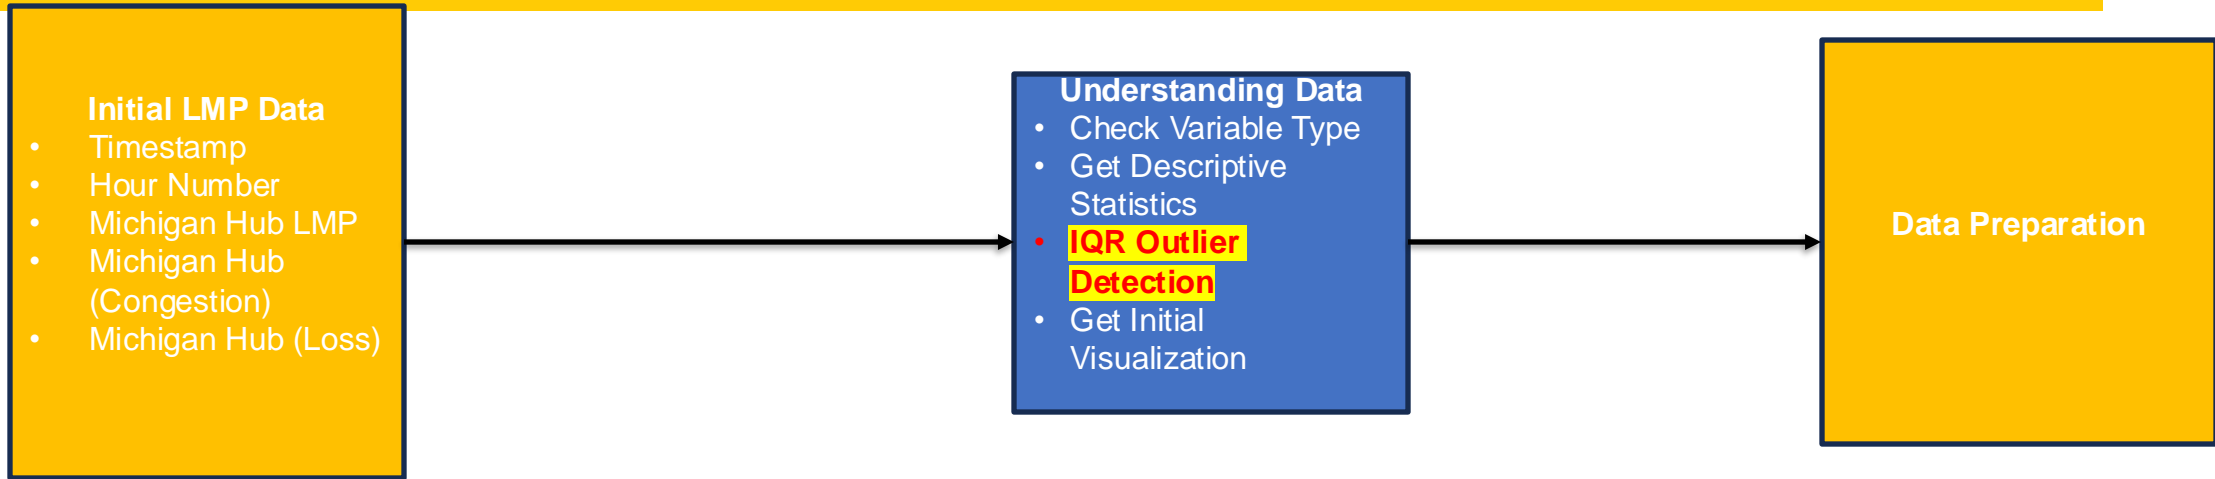 Initial LMP Data
• Timestamp
• Hour Number
• Michigan Hub LMP
• Michigan Hub
(Congestion)
• Michigan Hub (Loss)
Understanding Data
• Check Variable Type
• Get Descriptive
Statistics
• IQR Outlier
Detection
• Get Initial
Visualization
Data Preparation